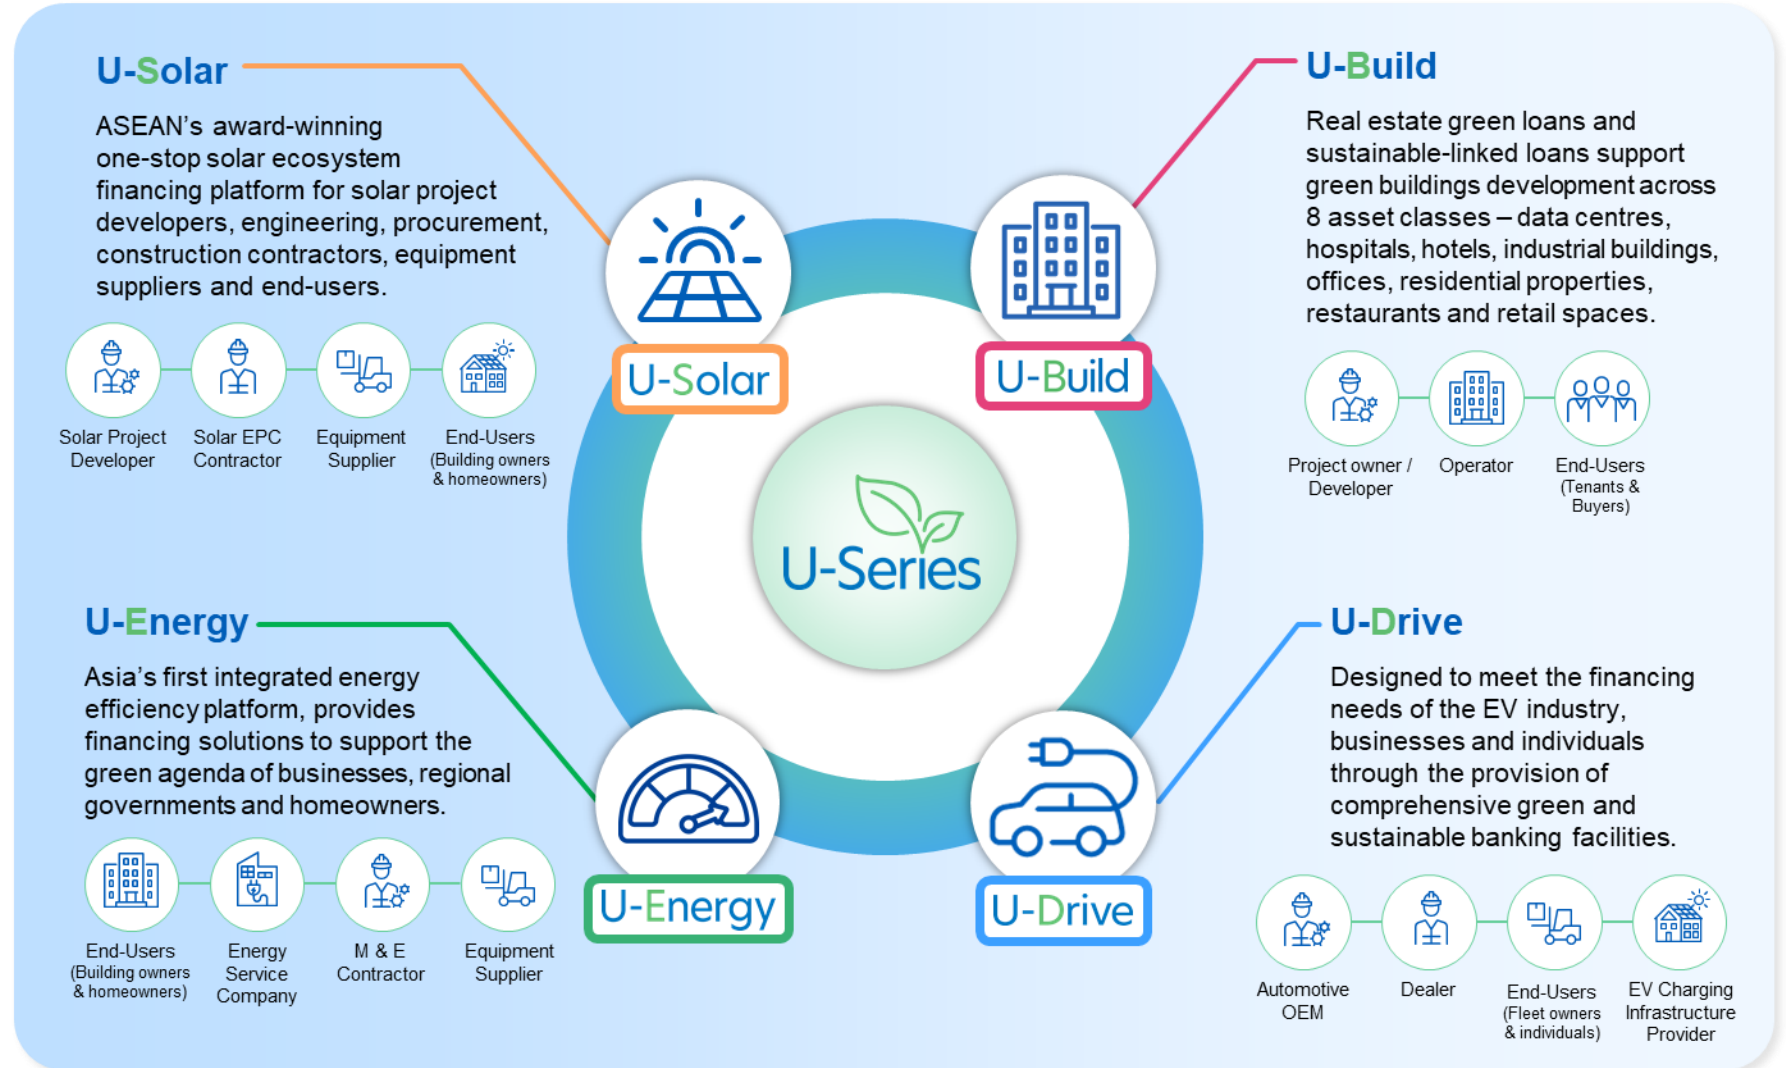 U-Solar
ASEAN’s award-winning
one-stop solar ecosystem
financing platform for solar project
developers, engineering, procurement,
construction contractors, equipment
suppliers and end-users.
Solar Project
Developer
Solar EPC
Contractor
Equipment
Supplier
End-Users
(Building owners
& homeowners)
U-Build
Real estate green loans and
sustainable-linked loans support
green buildings development across
8 asset classes – data centres,
hospitals, hotels, industrial buildings,
offices, residential properties,
restaurants and retail spaces.
Project owner /
Developer
Operator
End-Users
(Tenants &
Buyers)
U-Solar
U-Build
U-Series
U-Energy
Asia’s first integrated energy
efficiency platform, provides
financing solutions to support the
green agenda of businesses, regional
governments and homeowners.
End-Users
(Building owners
& homeowners)
Energy
Service
Company
M & E
Contractor
Equipment
Supplier
U-Energy
U-Drive
U-Drive
Designed to meet the financing
needs of the EV industry,
businesses and individuals
through the provision of
comprehensive green and
sustainable banking facilities.
Automotive
OEM
Dealer
End-Users
(Fleet owners
& individuals)
EV Charging
Infrastructure
Provider